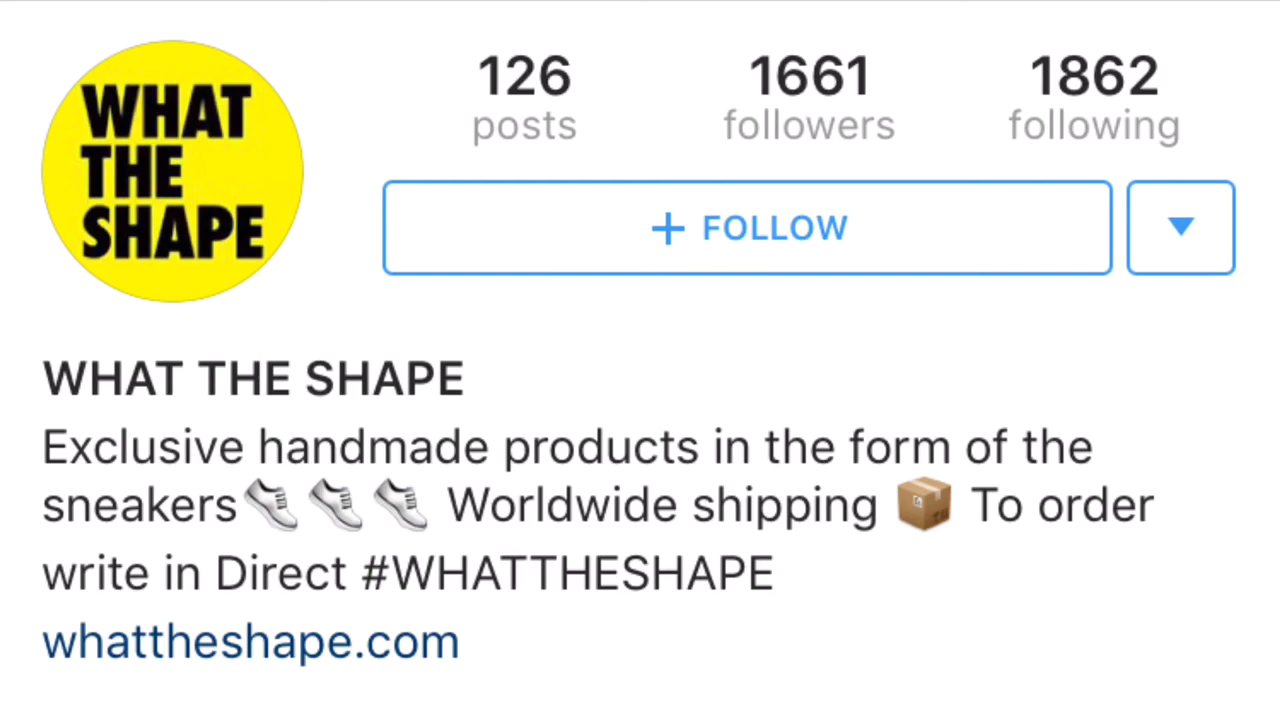 WHAT
THE
SHAPE
126
posts
1661
followers
1862
following
+ FOLLOW
WHAT THE SHAPE
Exclusive handmade products in the form of the
sneakers Worldwide shipping To order
write in Direct #WHATTHESHAPE
whattheshape.com